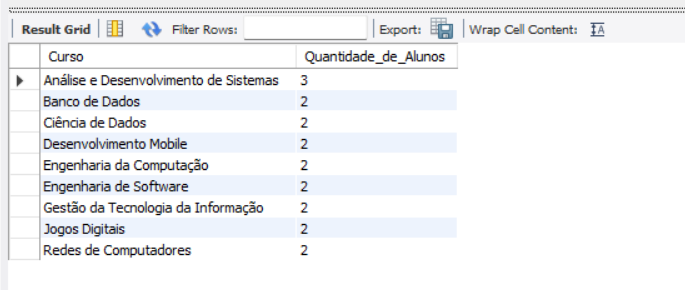 Result Grid Filter Rows: Export: Wrap Cell Content:
Curso Quantidade_de_Alunos
Análise e Desenvolvimento de Sistemas 3
Banco de Dados 2
Ciência de Dados 2
Desenvolvimento Mobile 2
Engenharia da Computação 2
Engenharia de Software 2
Gestão da Tecnologia da Informação 2
Jogos Digitais 2
Redes de Computadores 2